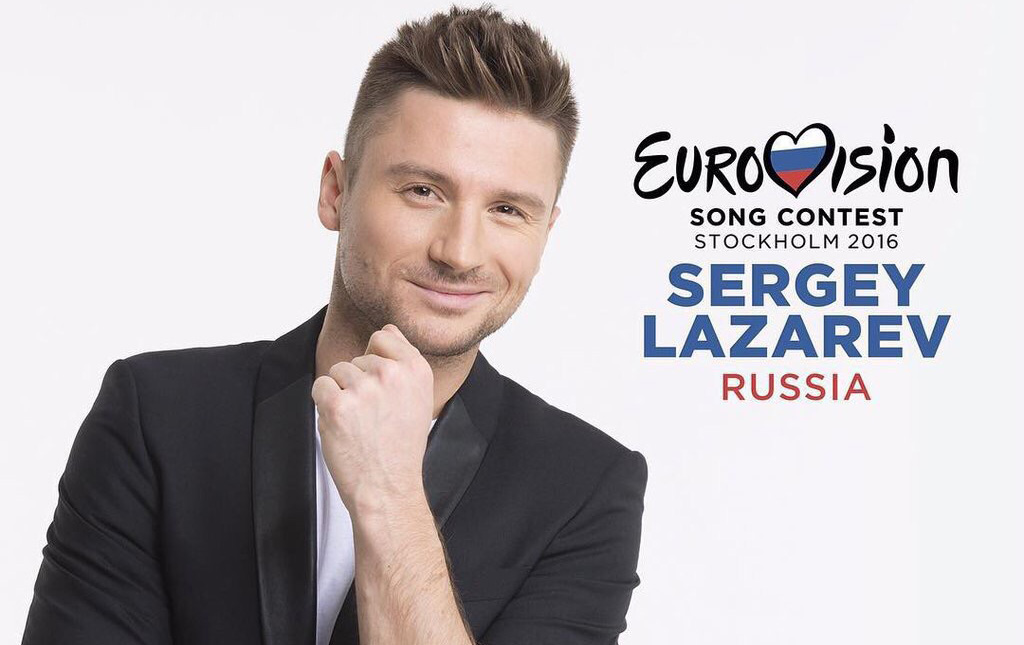 EUROVISION
SONG CONTEST
STOCKHOLM 2016
SERGEY
LAZAREV
RUSSIA